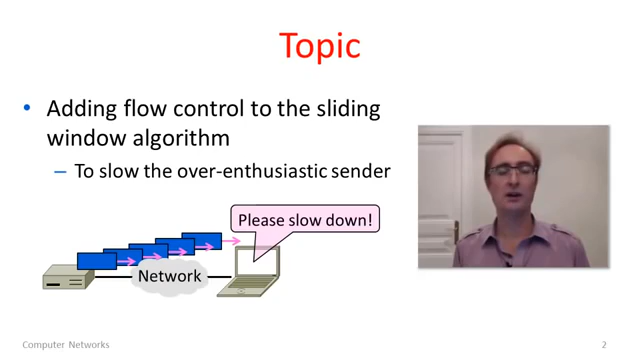 Topic
• Adding flow control to the sliding
window algorithm
– To slow the over-enthusiastic sender
Please slow down!
Network
Computer Networks
2